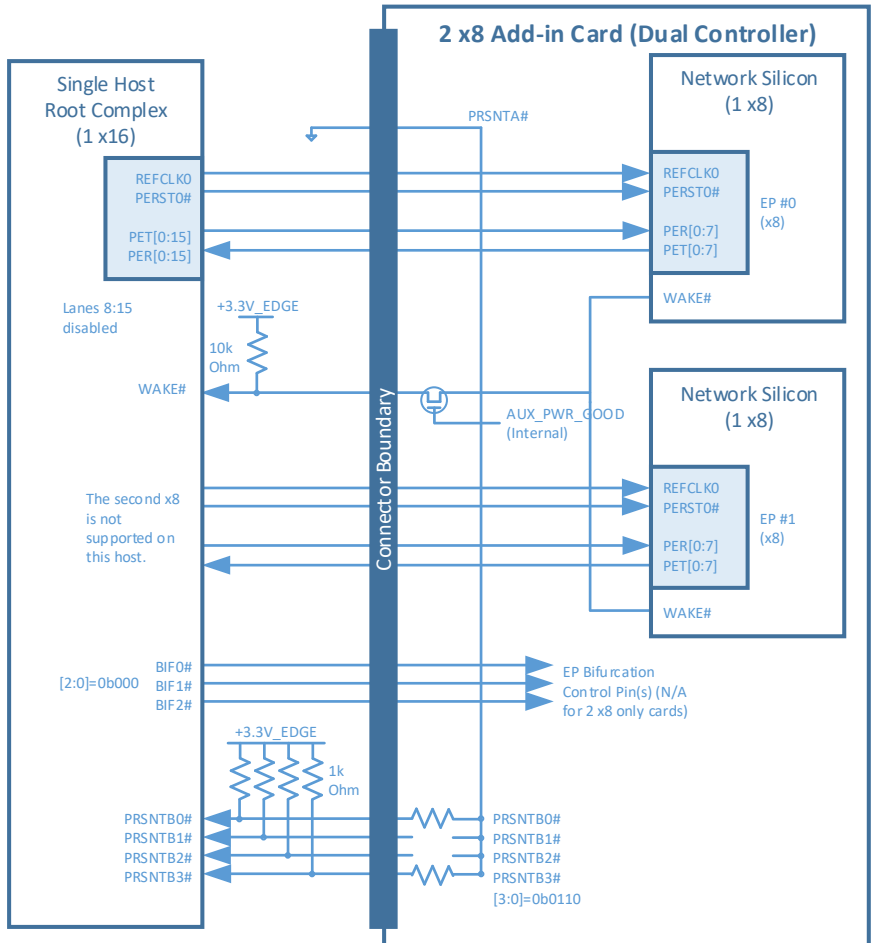 2 x8 Add-in Card (Dual Controller)
Single Host
Root Complex
(1 x16)
REFCLK0
PERST0#
PET[0:15]
PER[0:15]
Lanes 8:15
disabled
+3.3V_EDGE
10k
Ohm
WAKE#
The second x8
is not
supported on
this host.
BIF0#
[2:0]=0b000
BIF1#
BIF2#
+3.3V_EDGE
1k
Ohm
PRSNTB0#
PRSNTB1#
PRSNTB2#
PRSNTB3#
Connector Boundary
PRSNTA#
Network Silicon
(1 x8)
REFCLK0
PERST0#
PER[0:7]
PET[0:7]
EP #0
(x8)
WAKE#
AUX_PWR_GOOD
(Internal)
Network Silicon
(1 x8)
REFCLK0
PERST0#
PER[0:7]
PET[0:7]
EP #1
(x8)
WAKE#
EP Bifurcation
Control Pin(s) (N/A
for 2 x8 only cards)
PRSNTB0#
PRSNTB1#
PRSNTB2#
PRSNTB3#
[3:0]=0b0110